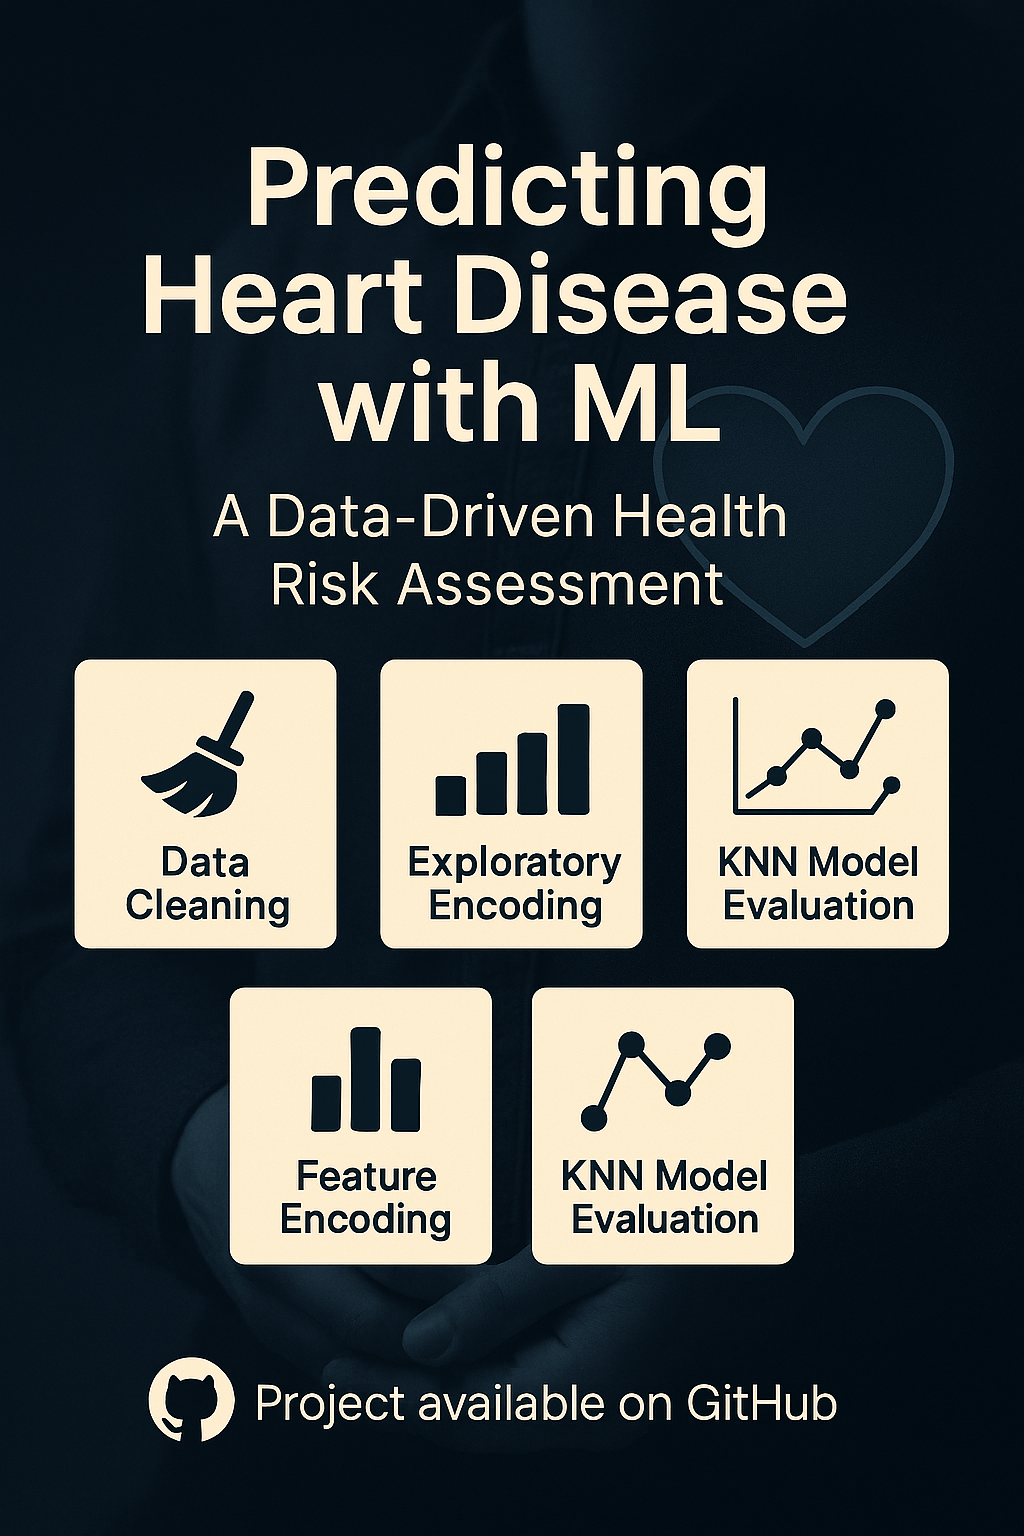 Predicting
Heart Disease
with ML
A Data-Driven Health
Risk Assessment
Data
Cleaning
Exploratory
Encoding
KNN Model
Evaluation
Feature
Encoding
KNN Model
Evaluation
Project available on GitHub